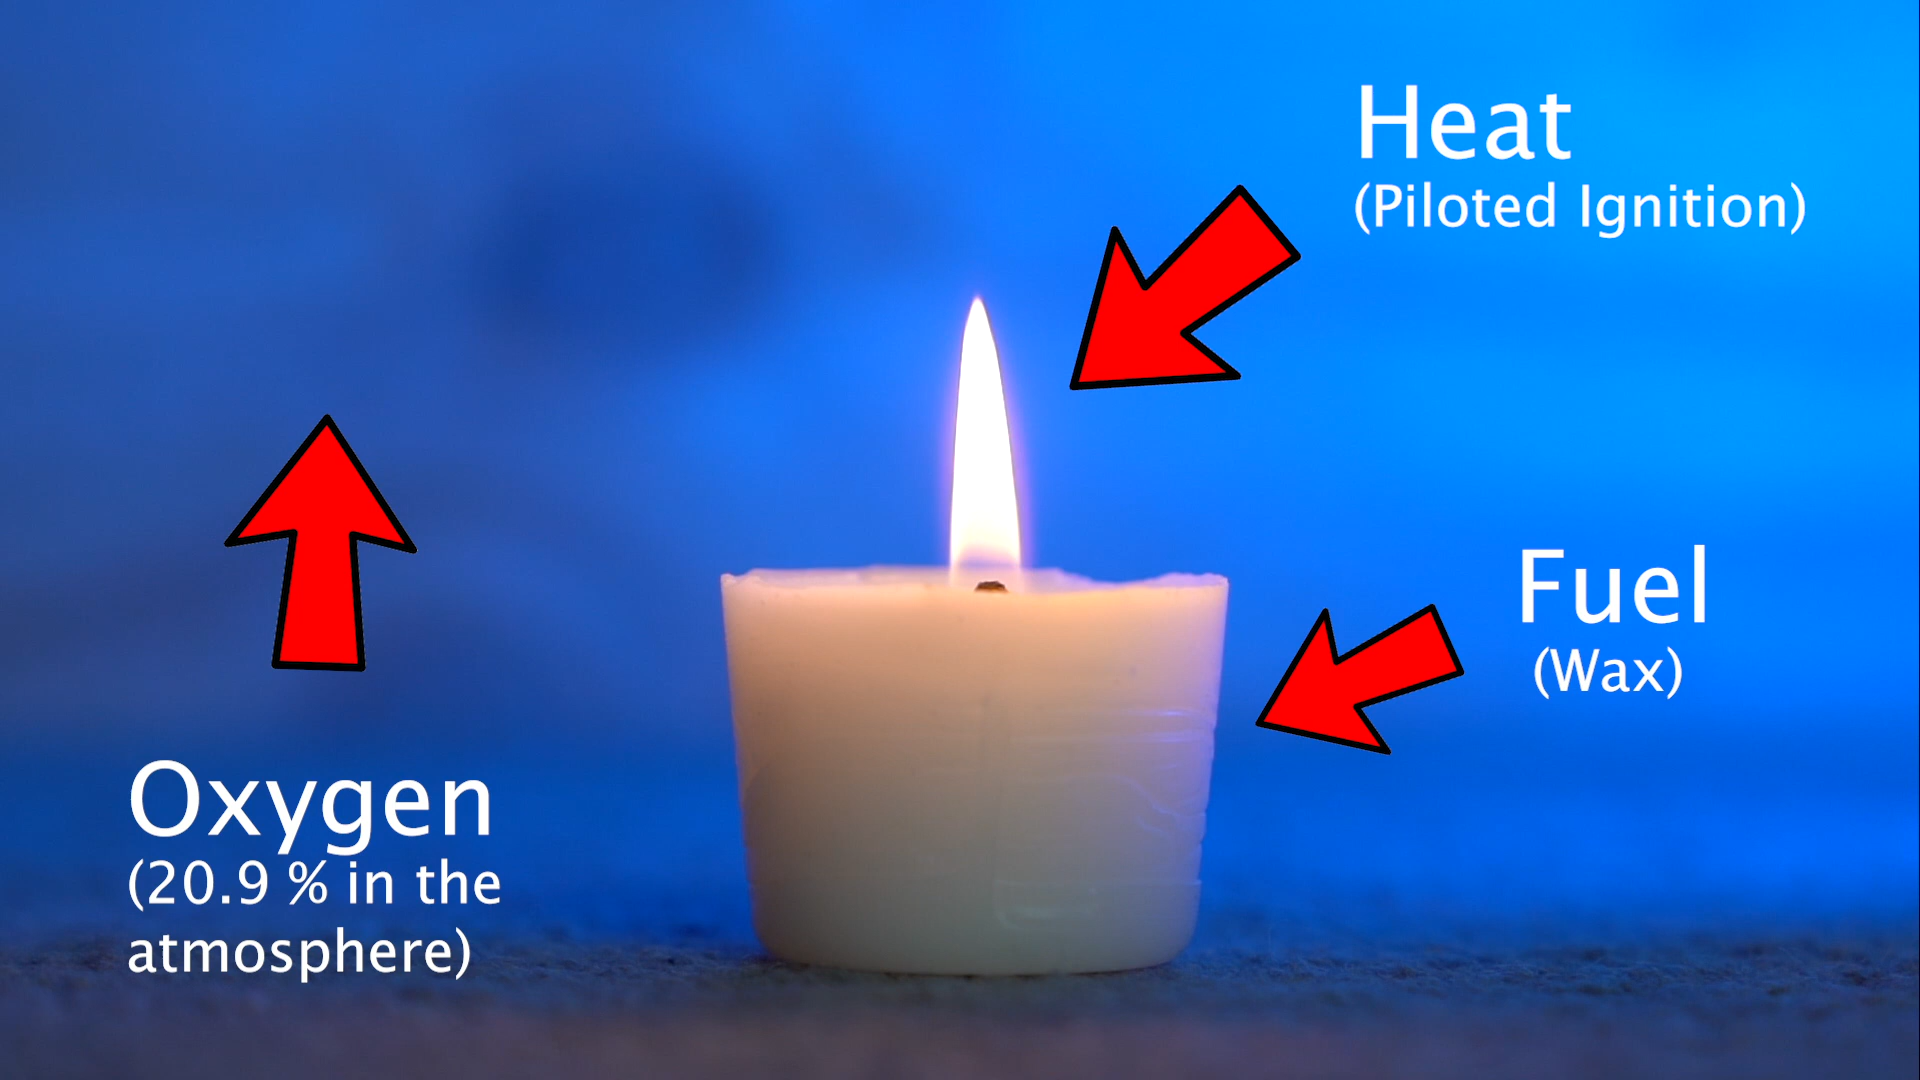 Heat
(Piloted Ignition)
Fuel
(Wax)
Oxygen
(20.9 % in the
atmosphere)